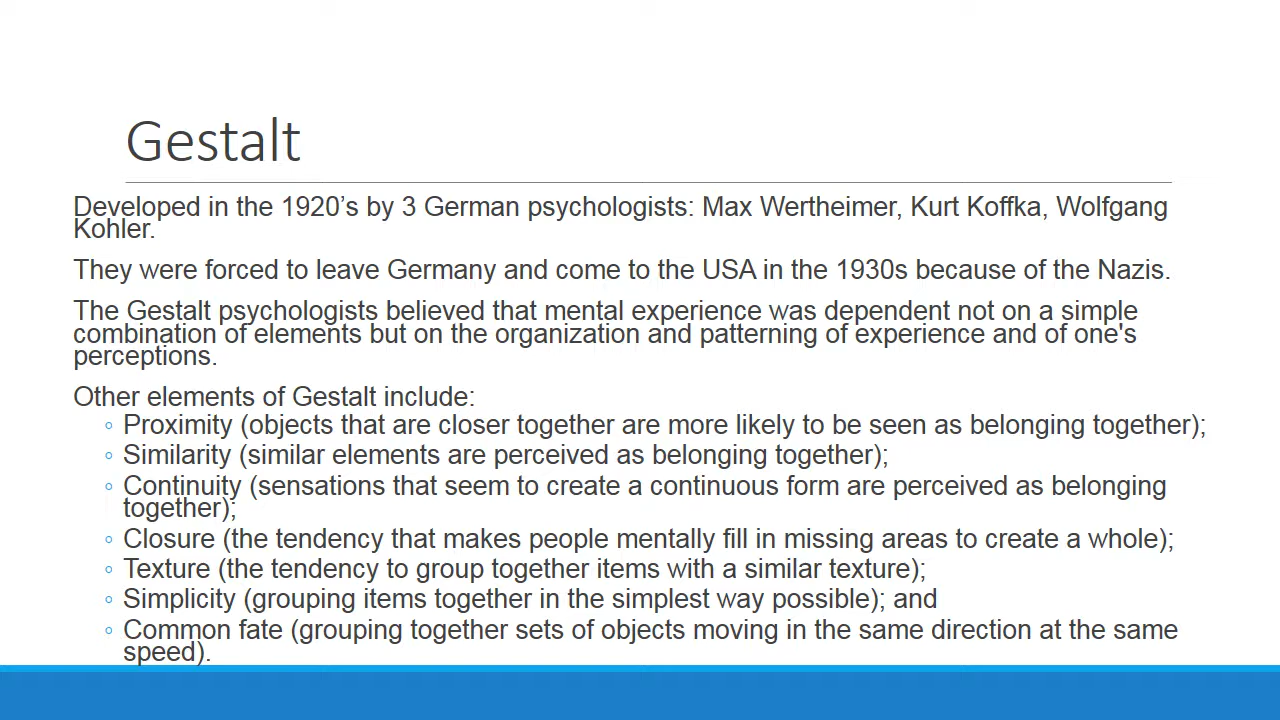 Gestalt
Developed in the 1920’s by 3 German psychologists: Max Wertheimer, Kurt Koffka, Wolfgang
Kohler.
They were forced to leave Germany and come to the USA in the 1930s because of the Nazis.
The Gestalt psychologists believed that mental experience was dependent not on a simple
combination of elements but on the organization and patterning of experience and of one's
perceptions.
Other elements of Gestalt include:
◦ Proximity (objects that are closer together are more likely to be seen as belonging together);
◦ Similarity (similar elements are perceived as belonging together);
◦ Continuity (sensations that seem to create a continuous form are perceived as belonging
together);
◦ Closure (the tendency that makes people mentally fill in missing areas to create a whole);
◦ Texture (the tendency to group together items with a similar texture);
◦ Simplicity (grouping items together in the simplest way possible); and
◦ Common fate (grouping together sets of objects moving in the same direction at the same
speed).